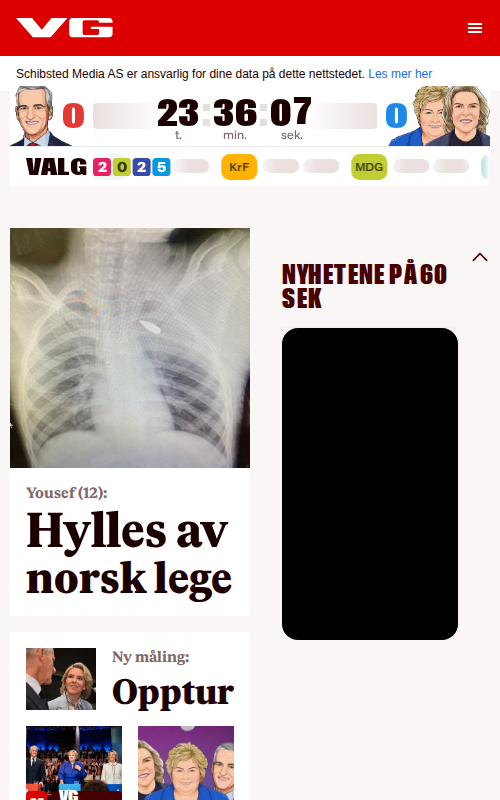 VG
Schibsted Media AS er ansvarlig for dine data på dette nettstedet. Les mer her
0 23:36:07 0
t. min. sek.
VALG 2025 KrF MDG
NYHETENE PÅ 60
SEK
Yousef (12):
Hylles av
norsk lege
Ny måling:
Opptur
VG